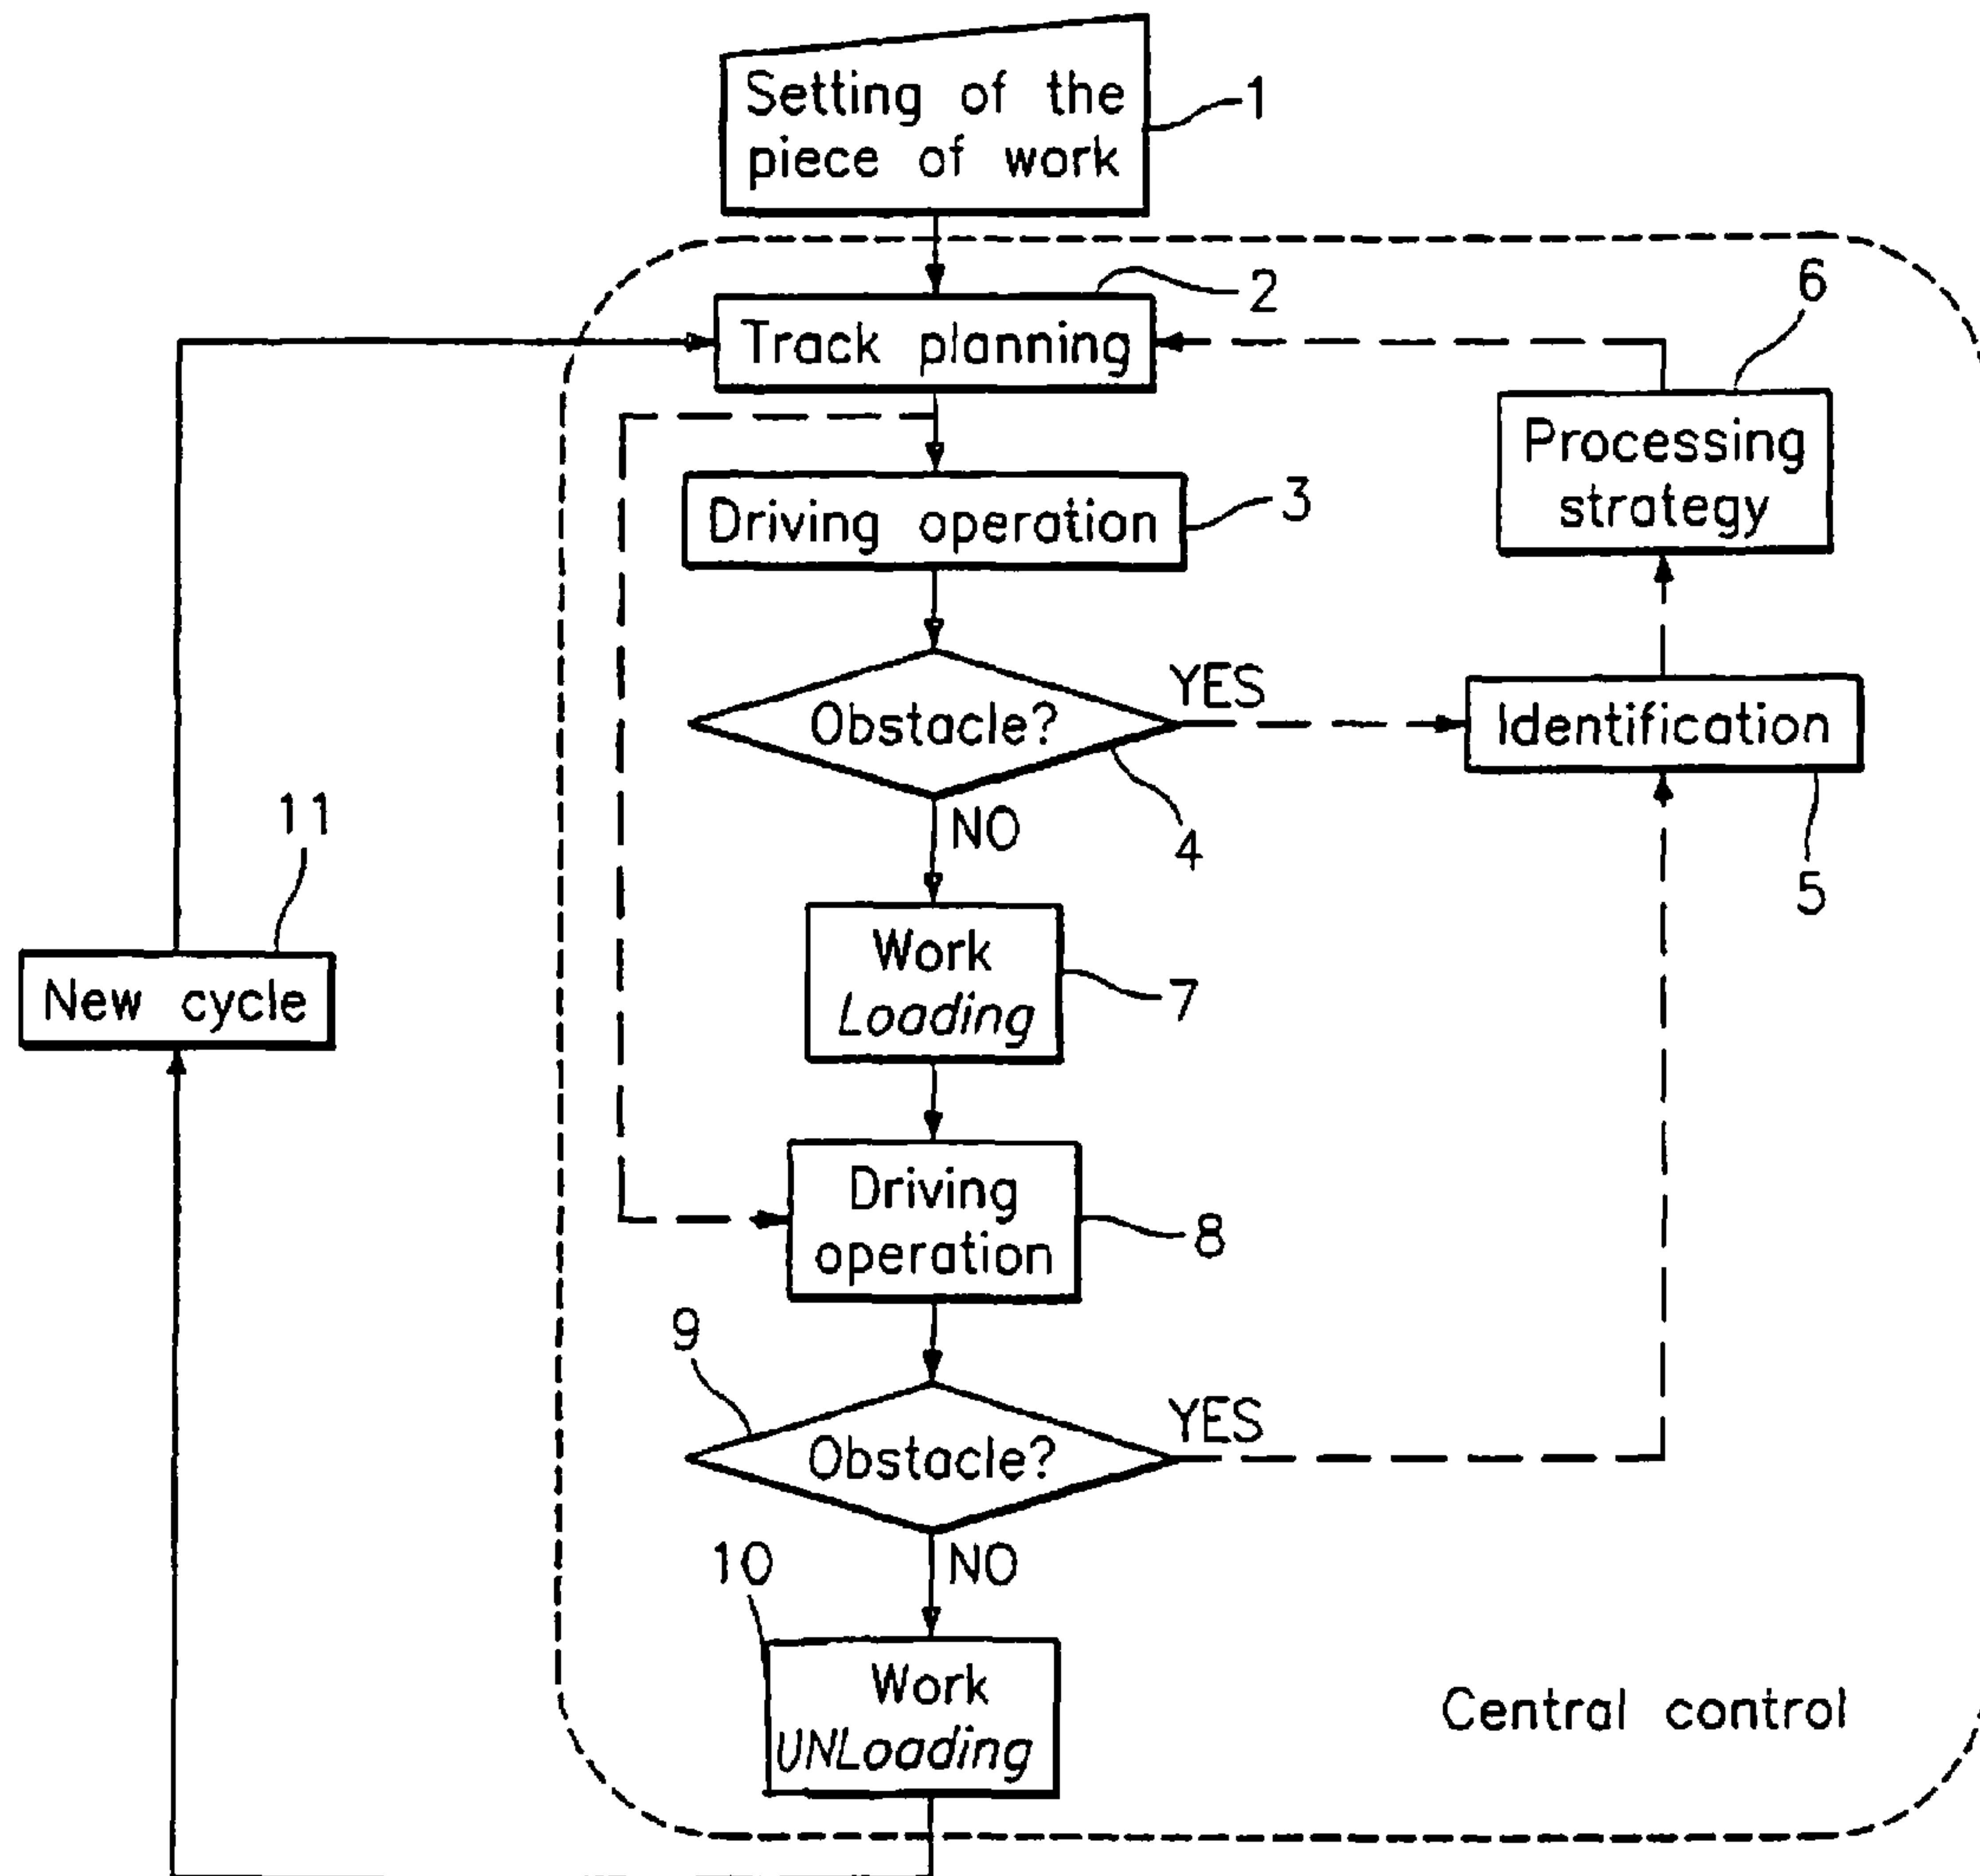 Setting of the
piece of work
1
2
Track planning
6
Processing
strategy
Driving operation
3
Obstacle?
YES
4
NO
Identification
5
11
New cycle
Work
Loading
7
Driving
operation
8
9
Obstacle?
YES
10
NO
Work
UNLoading
Central control